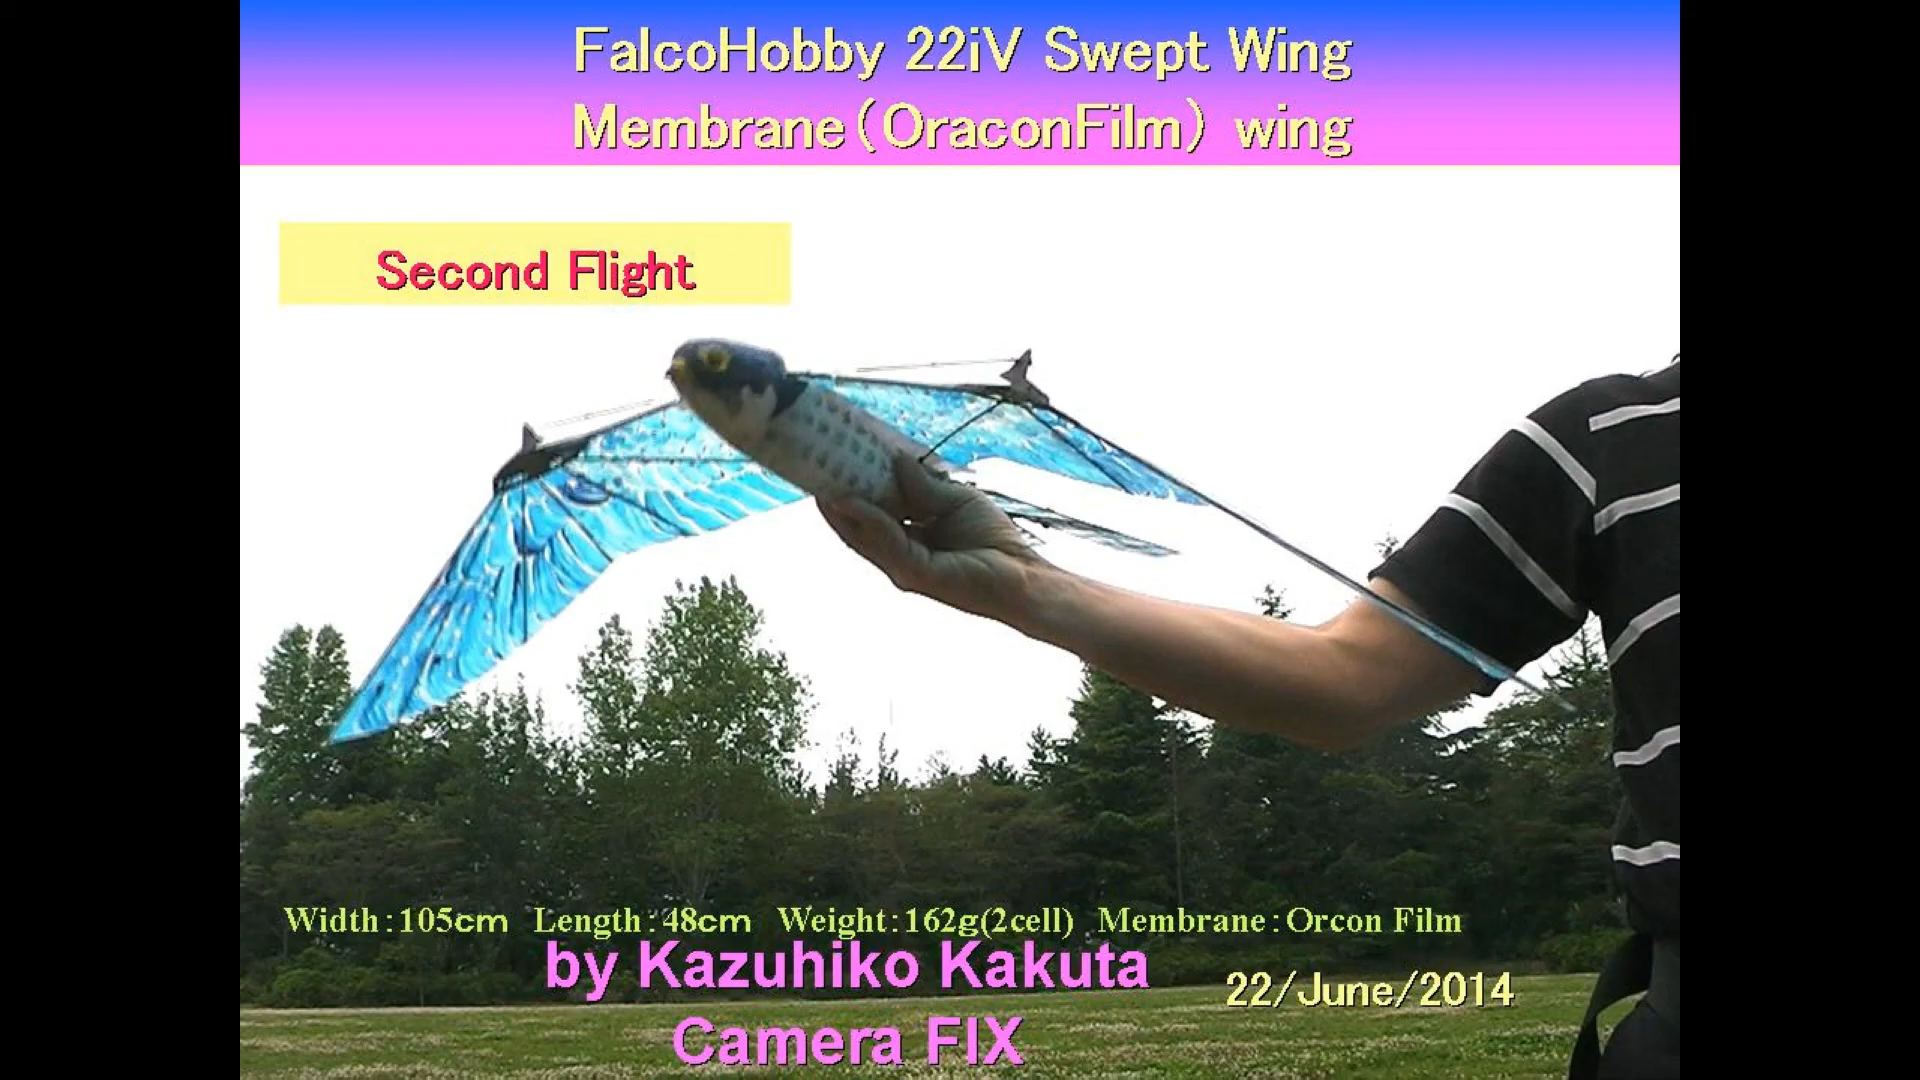 FalcoHobby 22iV Swept Wing
Membrane(OraconFilm) wing
Second Flight
Width:105cm Length:48cm Weight:162g(2cell) Membrane:Orcon Film
by Kazuhiko Kakuta
22/June/2014
Camera FIX